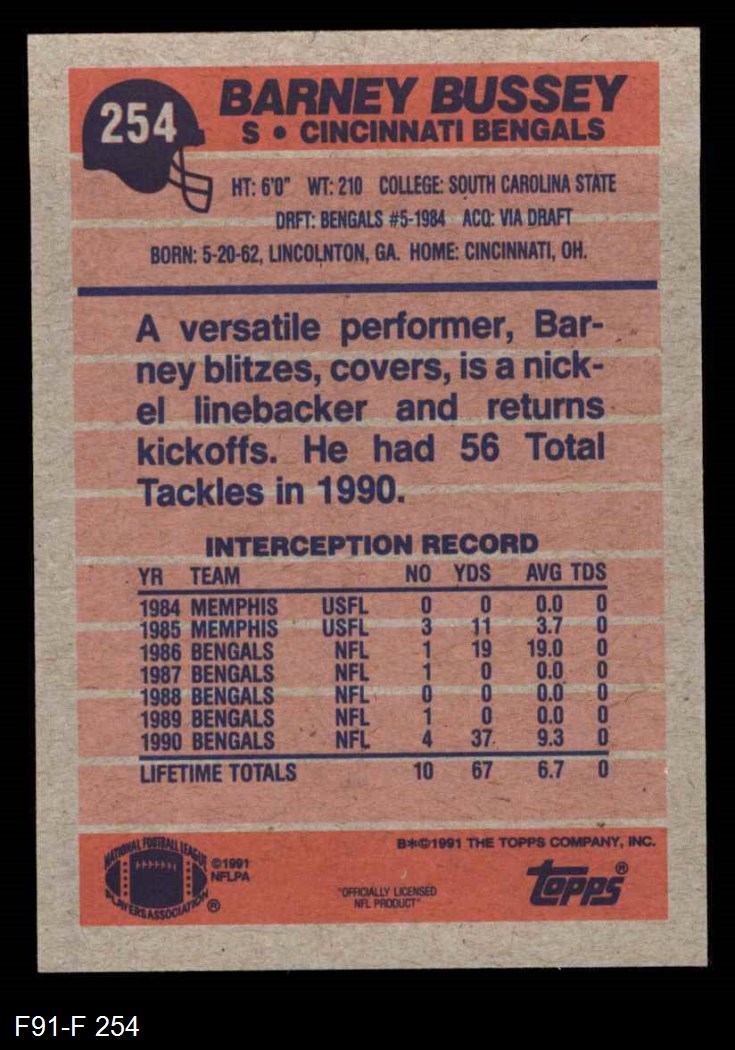 254
BARNEY BUSSEY
S • CINCINNATI BENGALS
HT: 6'0" WT: 210 COLLEGE: SOUTH CAROLINA STATE
DRFT: BENGALS #5-1984 ACQ: VIA DRAFT
BORN: 5-20-62, LINCOLNTON, GA. HOME: CINCINNATI, OH.
A versatile performer, Bar-
ney blitzes, covers, is a nick-
el linebacker and returns
kickoffs. He had 56 Total
Tackles in 1990.
INTERCEPTION RECORD
YR TEAM NO YDS AVG TDS
1984 MEMPHIS USFL 0 0 0.0 0
1985 MEMPHIS USFL 3 11 3.7 0
1986 BENGALS NFL 1 19 19.0 0
1987 BENGALS NFL 1 0 0.0 0
1988 BENGALS NFL 0 0 0.0 0
1989 BENGALS NFL 1 0 0.0 0
1990 BENGALS NFL 4 37 9.3 0
LIFETIME TOTALS 10 67 6.7 0
B*©1991 THE TOPPS COMPANY, INC.
NATIONAL FOOTBALL LEAGUE
PLAYERS ASSOCIATION ®
©1991
NFLPA
"OFFICIALLY LICENSED
NFL PRODUCT"
topps®
F91-F 254